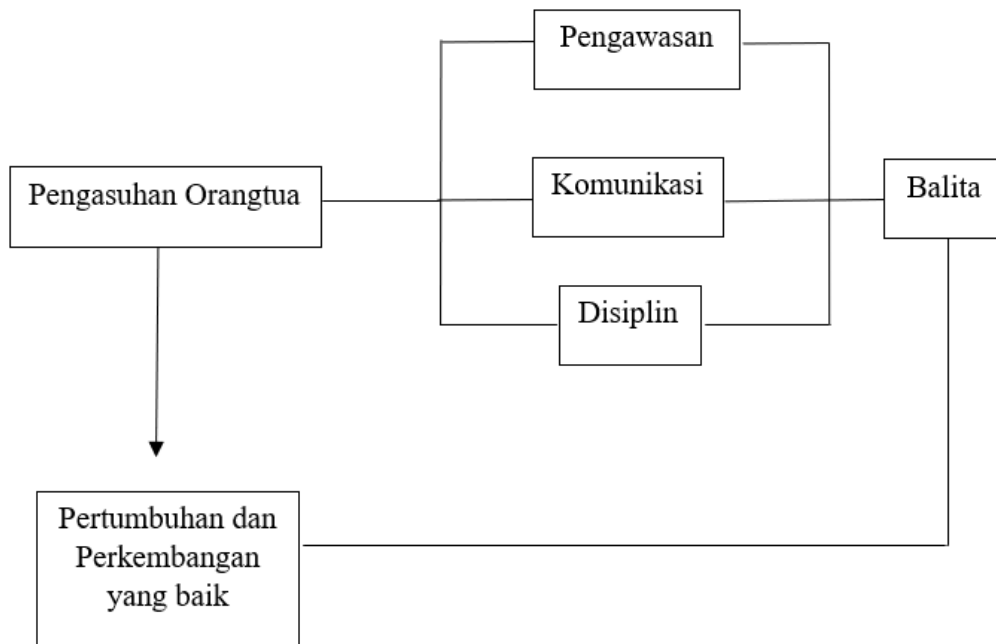 Pengawasan
Pengasuhan Orangtua
Komunikasi
Balita
Disiplin
Pertumbuhan dan
Perkembangan
yang baik